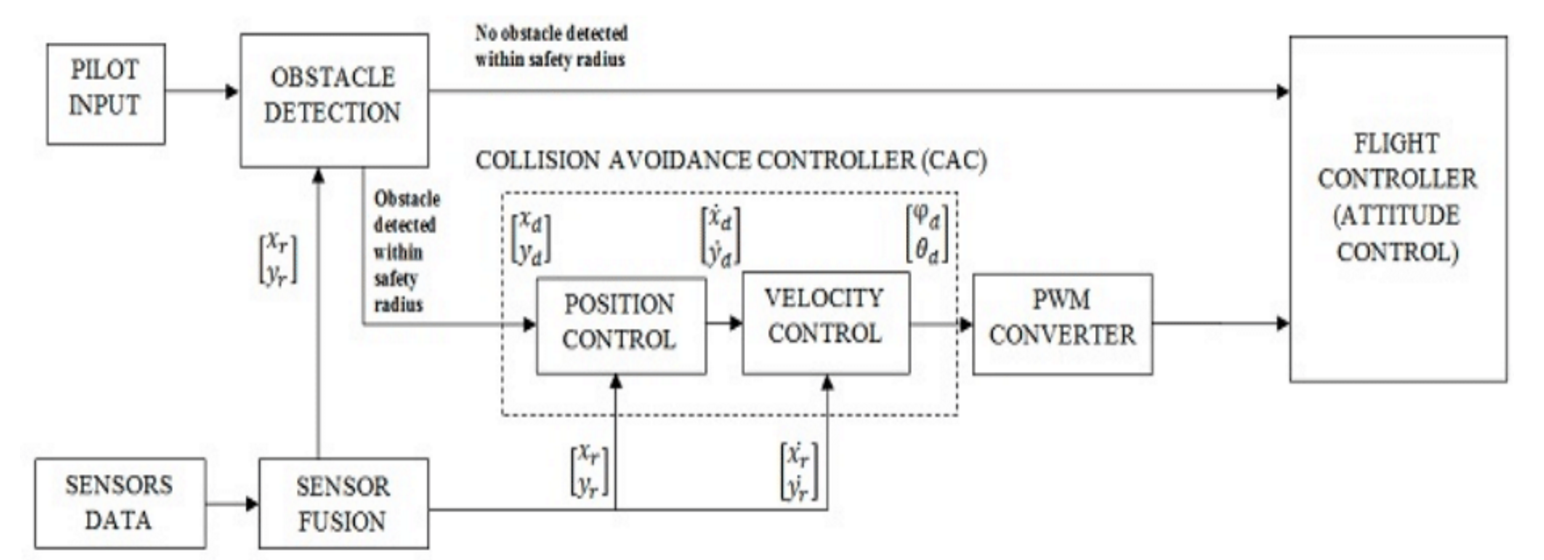 No obstacle detected
within safety radius
PILOT
INPUT
OBSTACLE
DETECTION
FLIGHT
CONTROLLER
(ATTITUDE
CONTROL)
COLLISION AVOIDANCE CONTROLLER (CAC)
Obstacle
detected
within
safety
radius
[x_r
y_r]
[x_d
y_d]
[ẋ_d
ẏ_d]
[φ_d
θ_d]
POSITION
CONTROL
VELOCITY
CONTROL
PWM
CONVERTER
[x_r
y_r]
[ẋ_r
ẏ_r]
SENSORS
DATA
SENSOR
FUSION